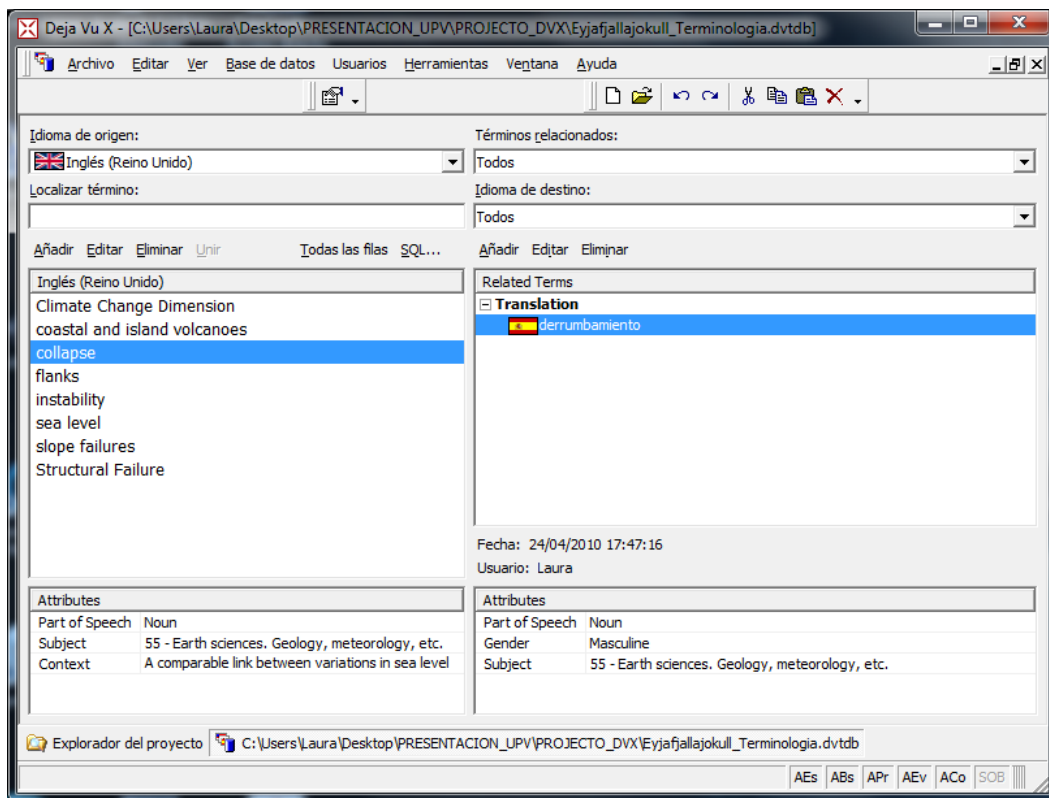 Deja Vu X - [C:\Users\Laura\Desktop\PRESENTACION_UPV\PROJECTO_DVX\Eyjafjallajokull_Terminologia.dvtdb]
Archivo Editar Ver Base de datos Usuarios Herramientas Ventana Ayuda
Idioma de origen:
Inglés (Reino Unido)
Localizar término:
Añadir Editar Eliminar Unir Todas las filas SQL...
Inglés (Reino Unido)
Climate Change Dimension
coastal and island volcanoes
collapse
flanks
instability
sea level
slope failures
Structural Failure
Términos relacionados:
Todos
Idioma de destino:
Todos
Añadir Editar Eliminar
Related Terms
Translation
derrumbamiento
Fecha: 24/04/2010 17:47:16
Usuario: Laura
Attributes
Part of Speech Noun
Subject 55 - Earth sciences. Geology, meteorology, etc.
Context A comparable link between variations in sea level
Attributes
Part of Speech Noun
Gender Masculine
Subject 55 - Earth sciences. Geology, meteorology, etc.
Explorador del proyecto C:\Users\Laura\Desktop\PRESENTACION_UPV\PROJECTO_DVX\Eyjafjallajokull_Terminologia.dvtdb
AEs ABs APr AEv ACo SOB